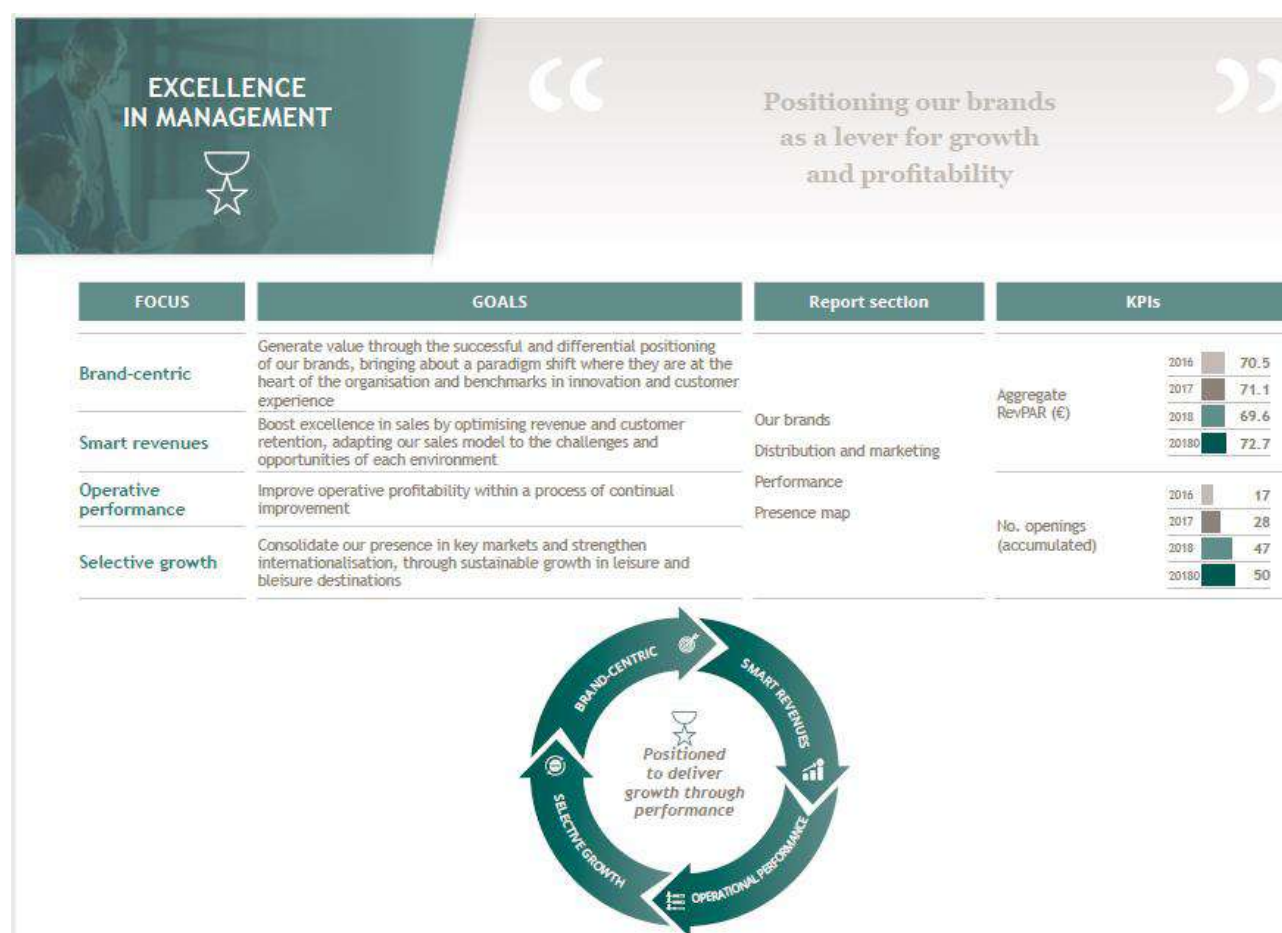 EXCELLENCE
IN MANAGEMENT
“
Positioning our brands
as a lever for growth
and profitability
”
FOCUS
GOALS
Report section
KPIs
Brand-centric
Generate value through the successful and differential positioning
of our brands, bringing about a paradigm shift where they are at the
heart of the organisation and benchmarks in innovation and customer
experience
Smart revenues
Boost excellence in sales by optimising revenue and customer
retention, adapting our sales model to the challenges and
opportunities of each environment
Operative
performance
Improve operative profitability within a process of continual
improvement
Selective growth
Consolidate our presence in key markets and strengthen
internationalisation, through sustainable growth in leisure and
bleisure destinations
Our brands
Distribution and marketing
Performance
Presence map
Aggregate
RevPAR (€)
2016 70.5
2017 71.1
2018 69.6
2018O 72.7
No. openings
(accumulated)
2016 17
2017 28
2018 47
2018O 50
BRAND-CENTRIC
SMART REVENUES
OPERATIONAL PERFORMANCE
SELECTIVE GROWTH
Positioned
to deliver
growth through
performance